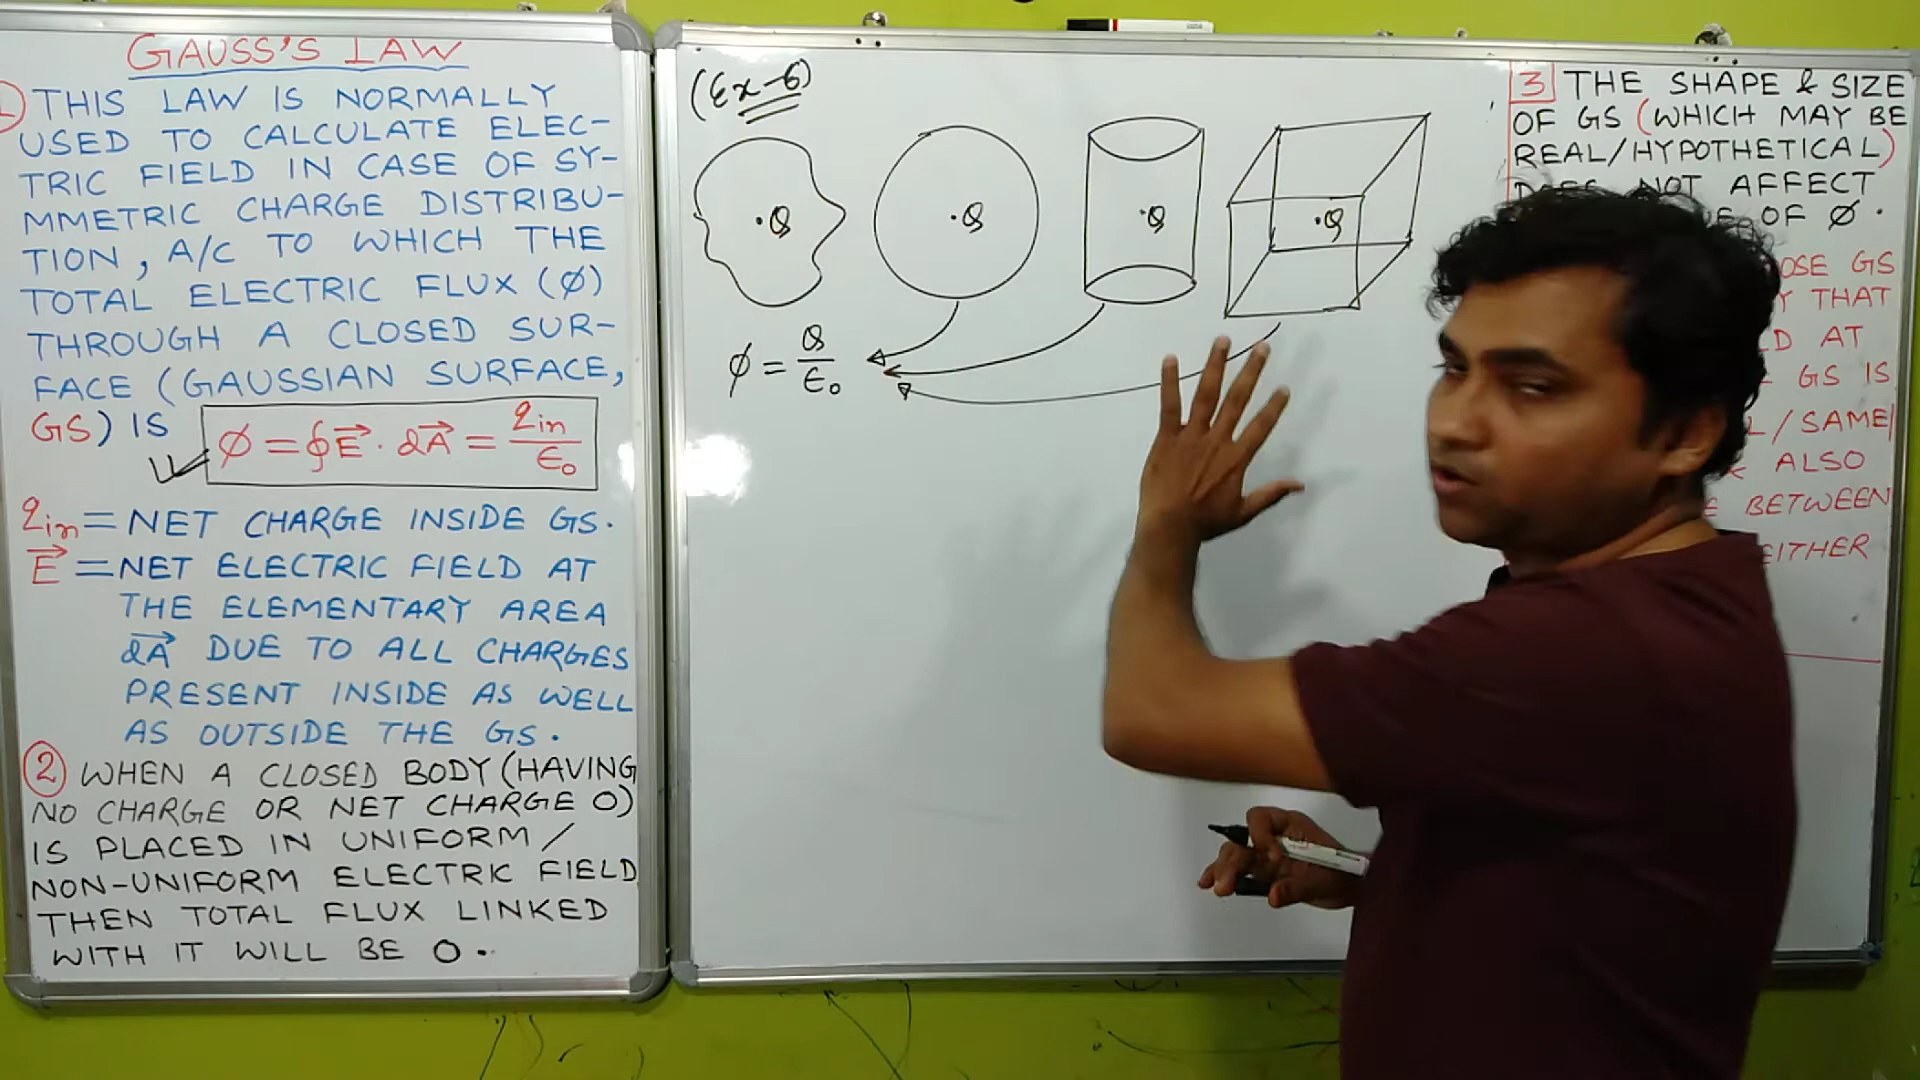 GAUSS'S LAW
1 THIS LAW IS NORMALLY
USED TO CALCULATE ELEC-
TRIC FIELD IN CASE OF SY-
MMETRIC CHARGE DISTRIBU-
TION, A/C TO WHICH THE
TOTAL ELECTRIC FLUX (Ø)
THROUGH A CLOSED SUR-
FACE (GAUSSIAN SURFACE,
GS) IS Ø = ∮E⃗ · dA⃗ = qin/ϵ₀
qin = NET CHARGE INSIDE GS.
E⃗ = NET ELECTRIC FIELD AT
THE ELEMENTARY AREA
dA⃗ DUE TO ALL CHARGES
PRESENT INSIDE AS WELL
AS OUTSIDE THE GS.
2 WHEN A CLOSED BODY (HAVING
NO CHARGE OR NET CHARGE 0)
IS PLACED IN UNIFORM /
NON-UNIFORM ELECTRIC FIELD
THEN TOTAL FLUX LINKED
WITH IT WILL BE 0.
(Ex-6)
Q Q Q Q
ϕ = Q/ϵ₀
3 THE SHAPE & SIZE
OF GS (WHICH MAY BE
REAL/HYPOTHETICAL)
NOT AFFECT
OF Ø.
GS
THAT
AT
GS IS
/SAME
ALSO
BETWEEN
EITHER